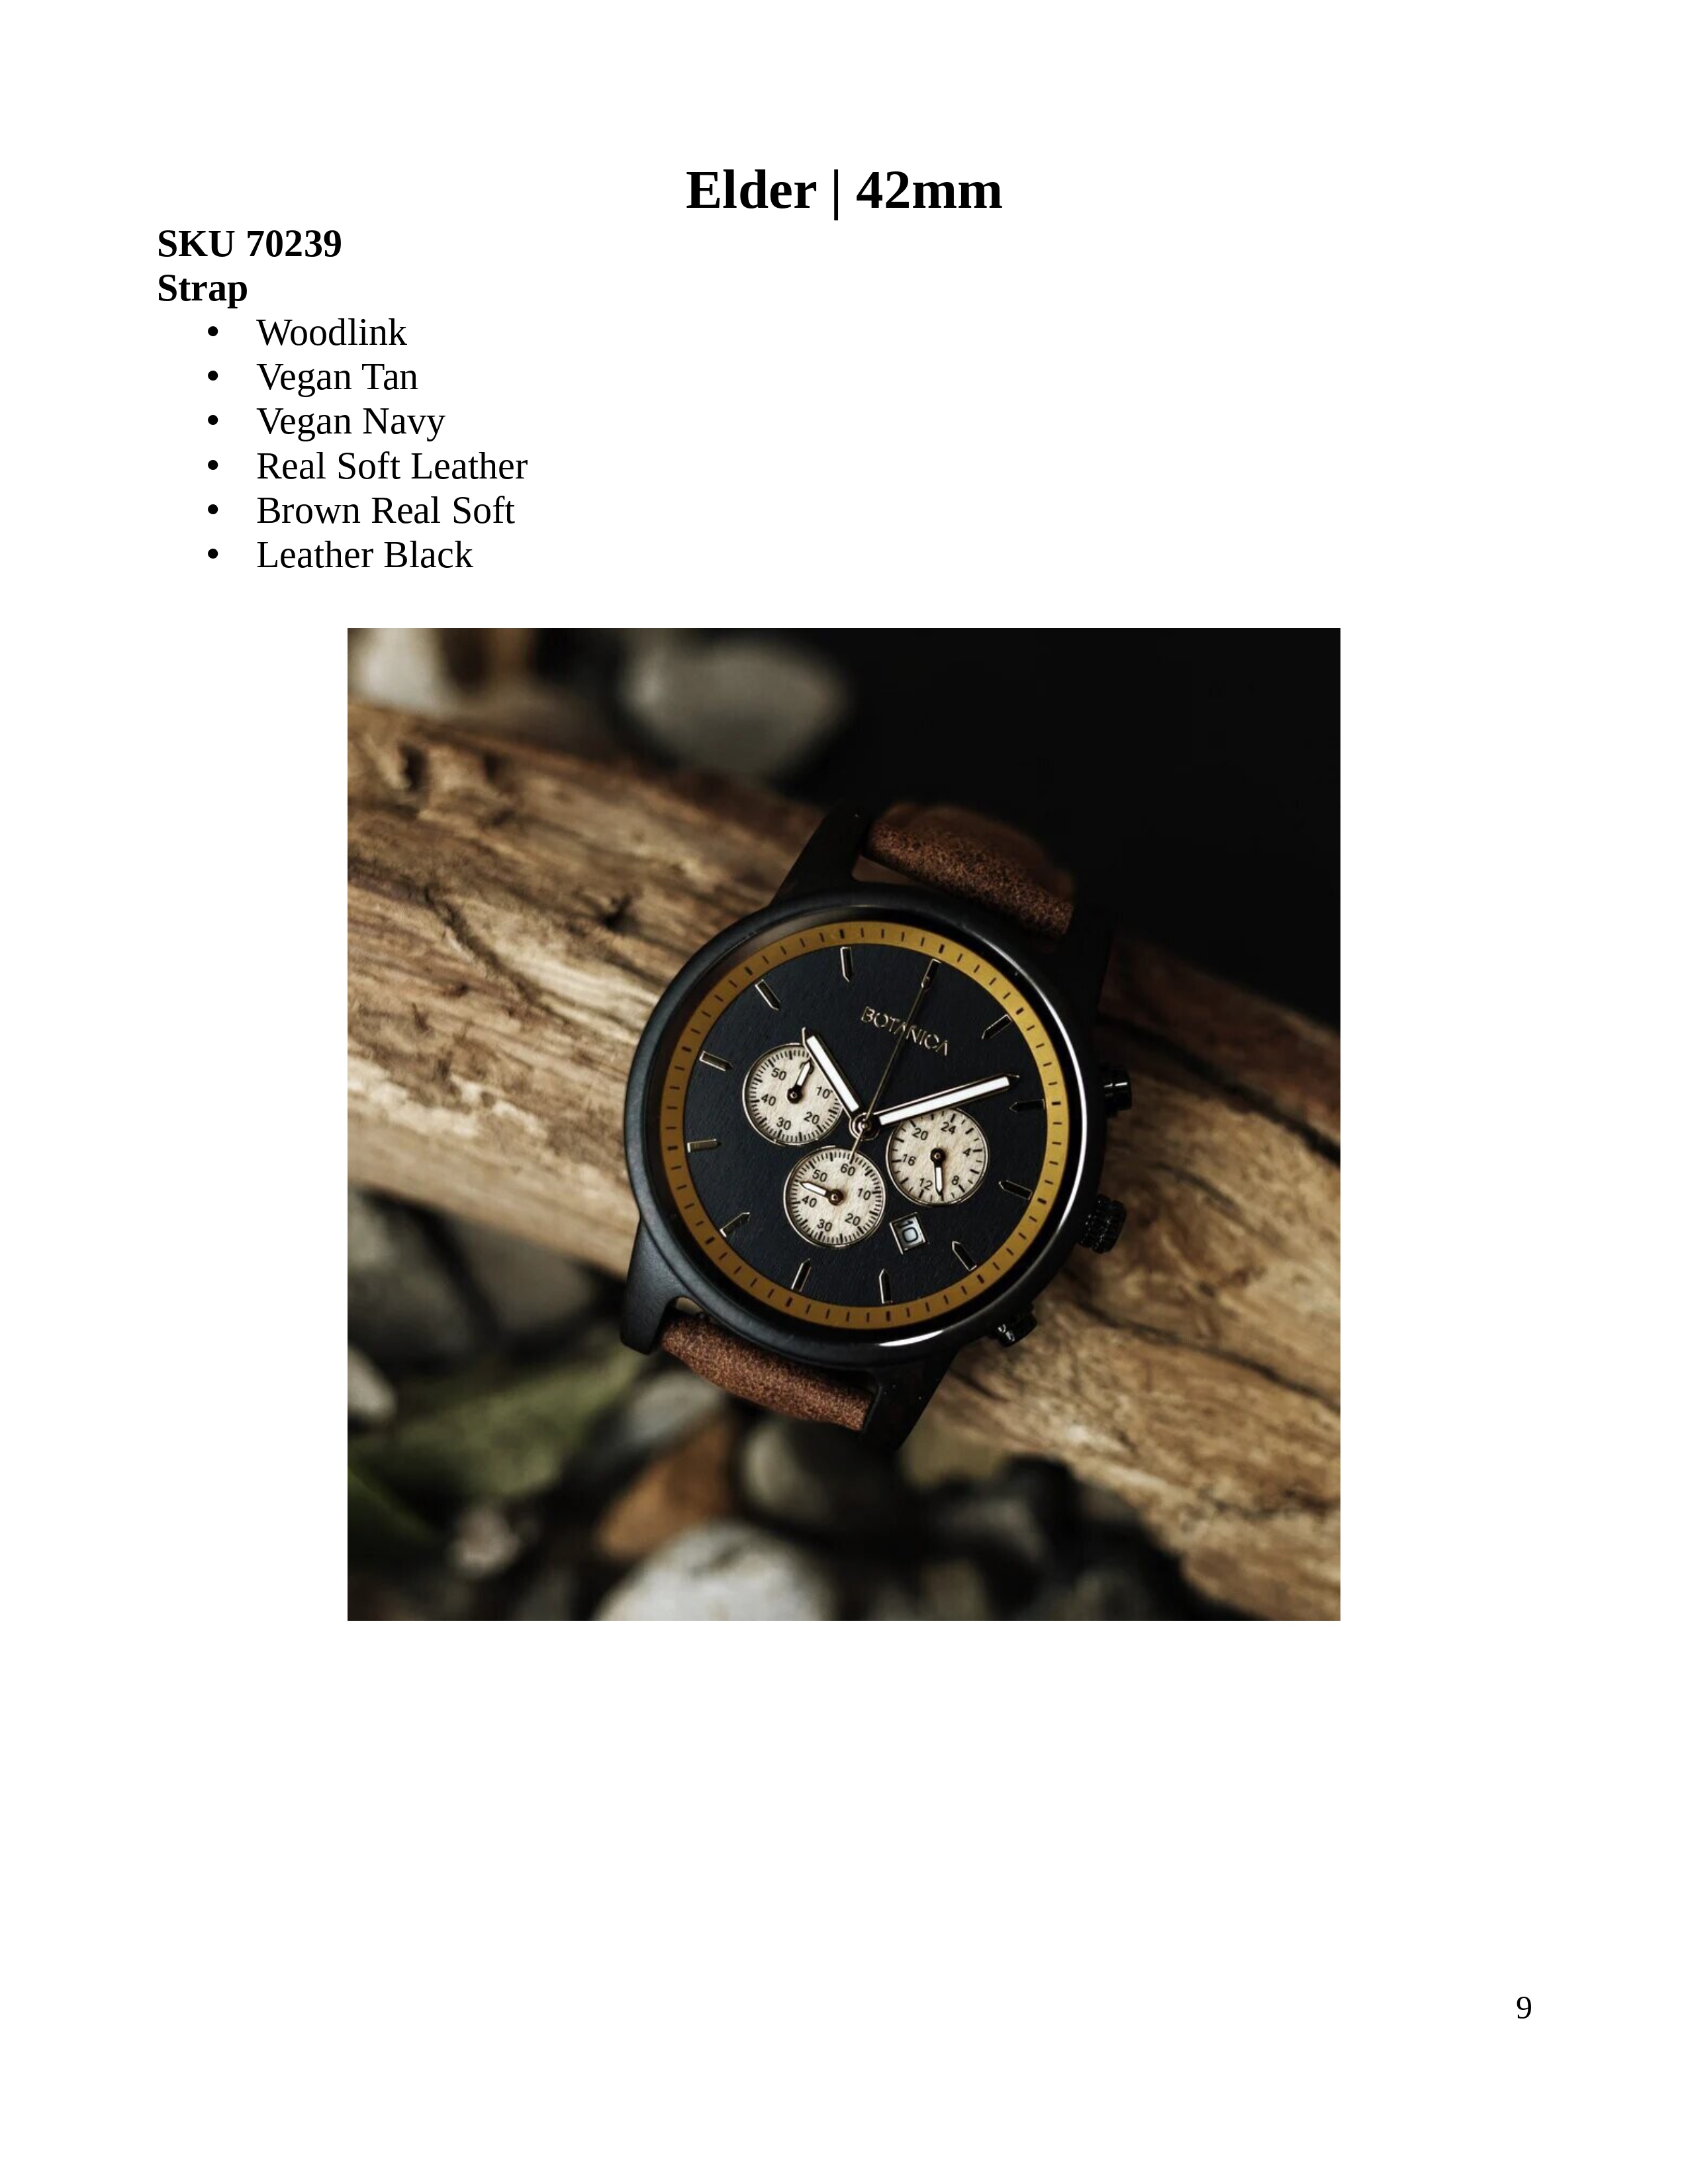 Elder | 42mm
SKU 70239
Strap
• Woodlink
• Vegan Tan
• Vegan Navy
• Real Soft Leather
• Brown Real Soft
• Leather Black
BOTANICA
50 10
40 20
30
20 24
16 4
12 8
60
50 10
40 20
30
10
9